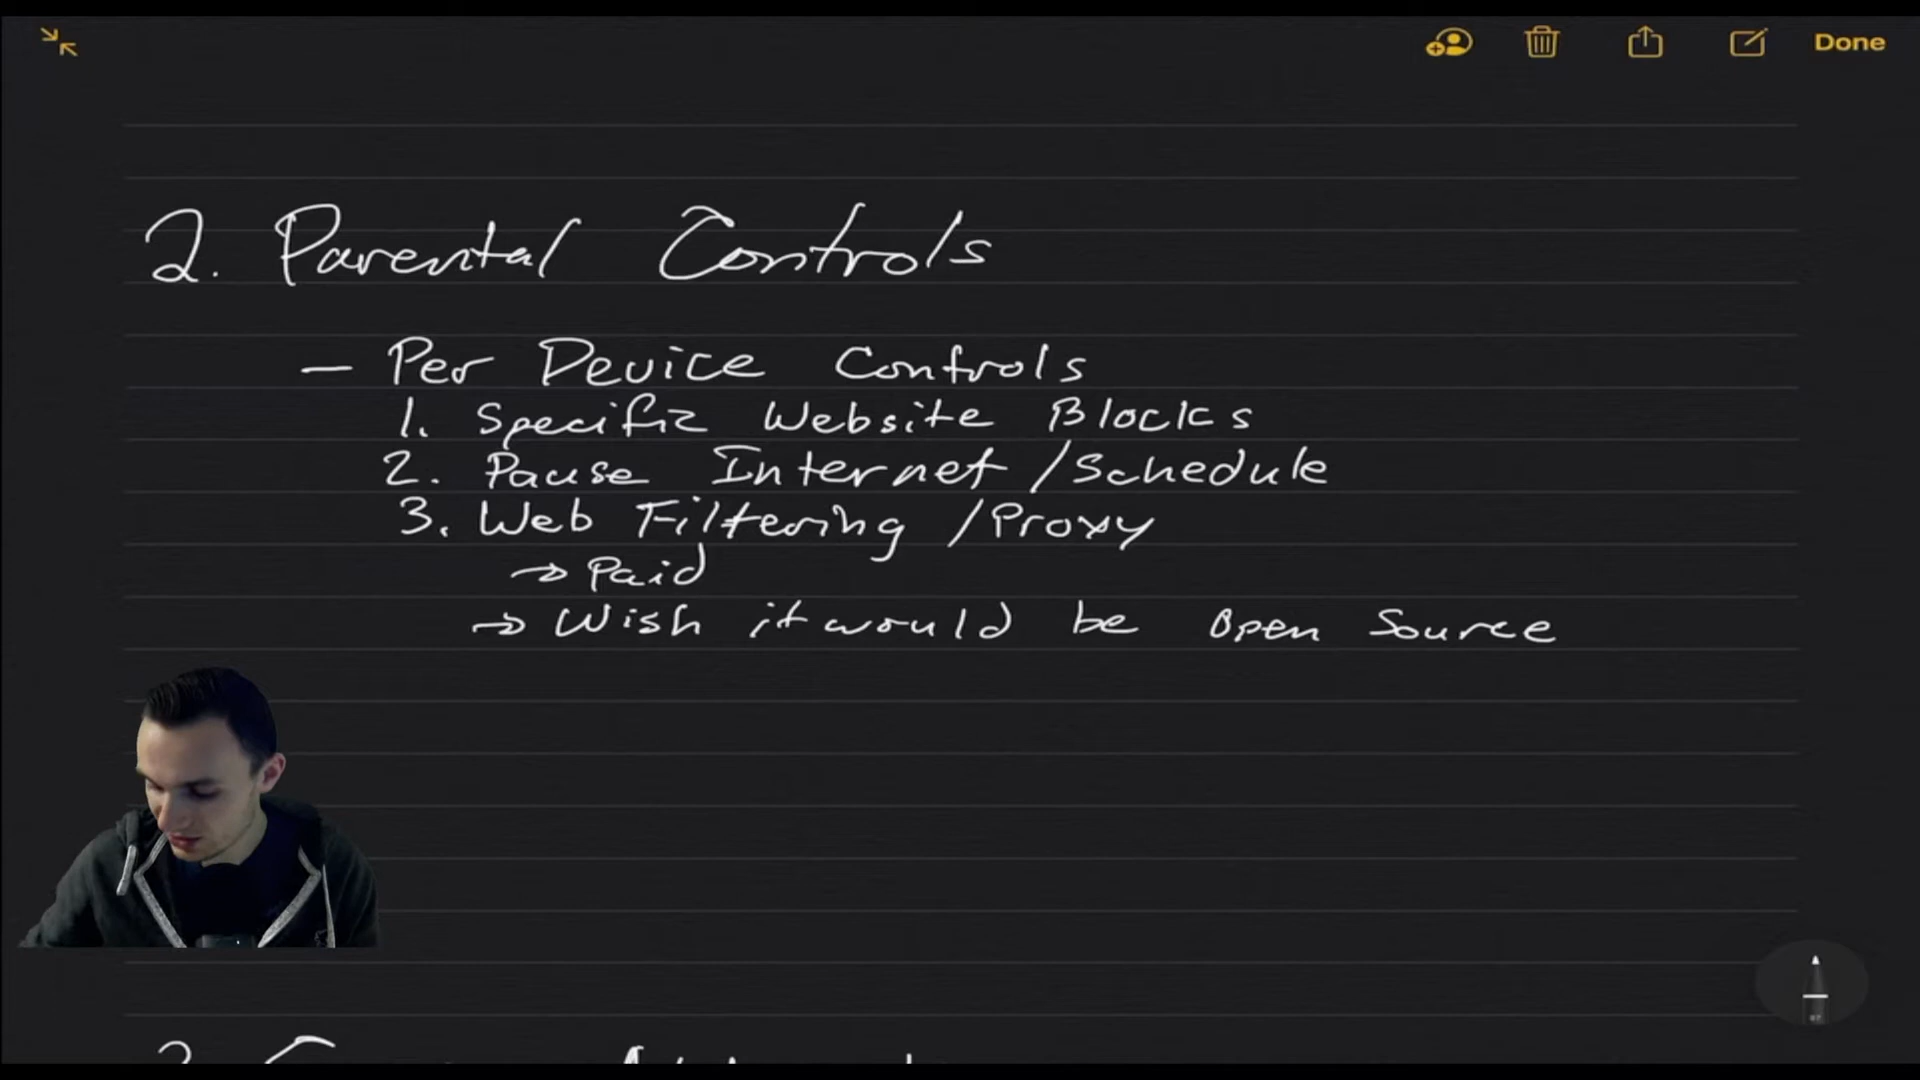 Done
2. Parental Controls
- Per Device Controls
1. Specific Website Blocks
2. Pause Internet /Schedule
3. Web Filtering /Proxy
→ Paid
→ Wish it would be Open Source